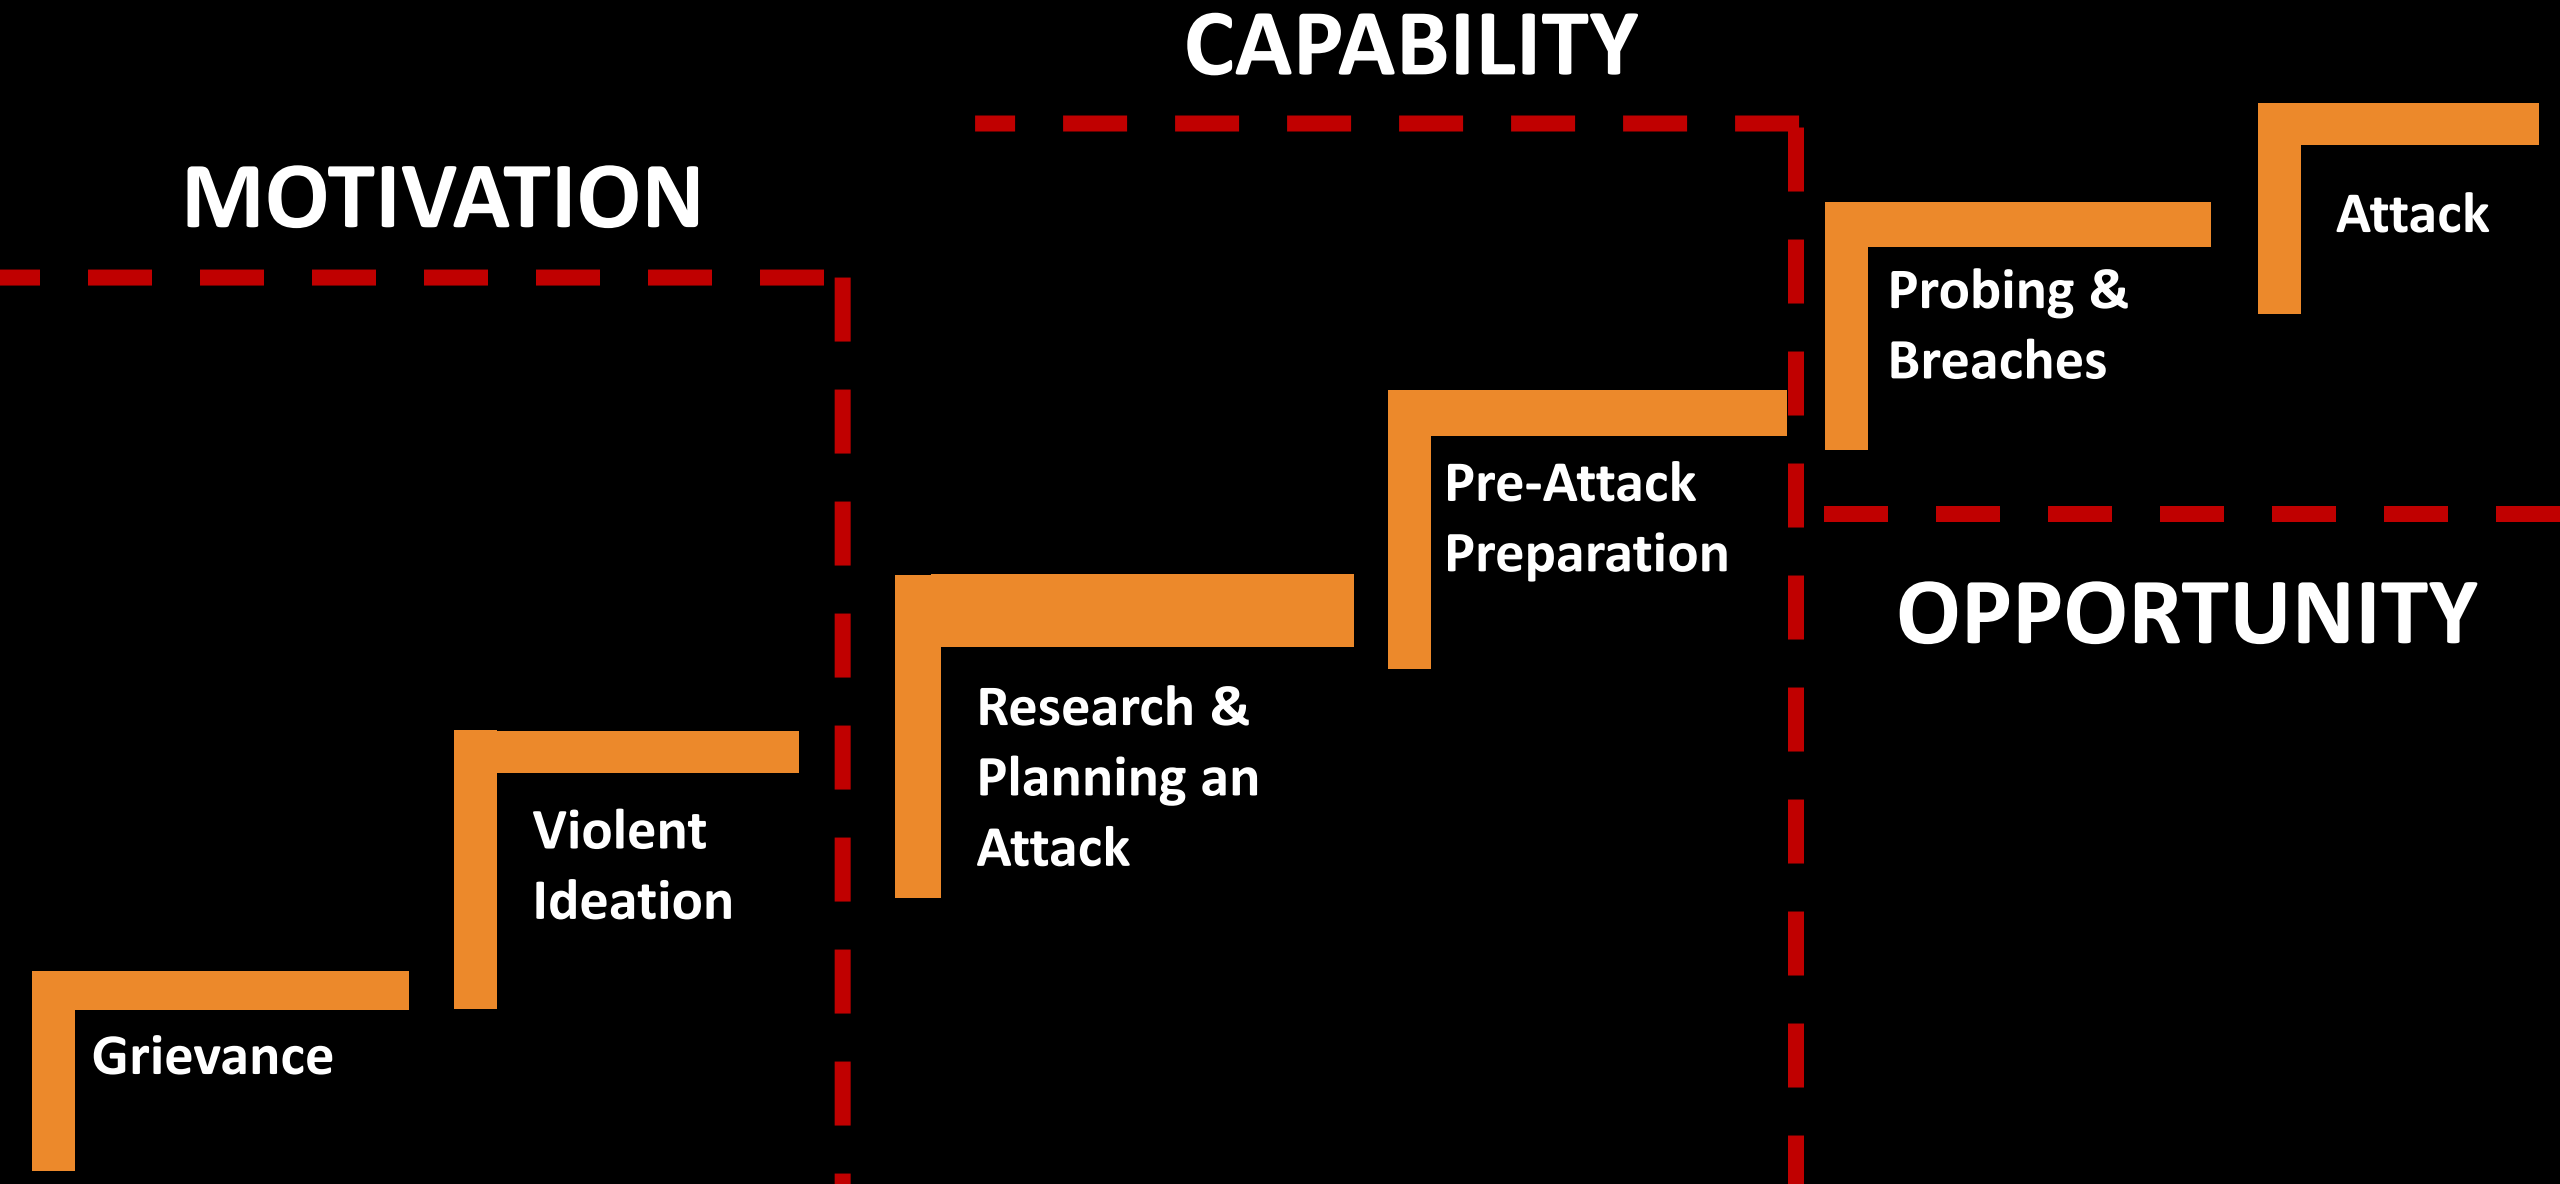 CAPABILITY
MOTIVATION
Attack
Probing &
Breaches
Pre-Attack
Preparation
OPPORTUNITY
Research &
Planning an
Attack
Violent
Ideation
Grievance